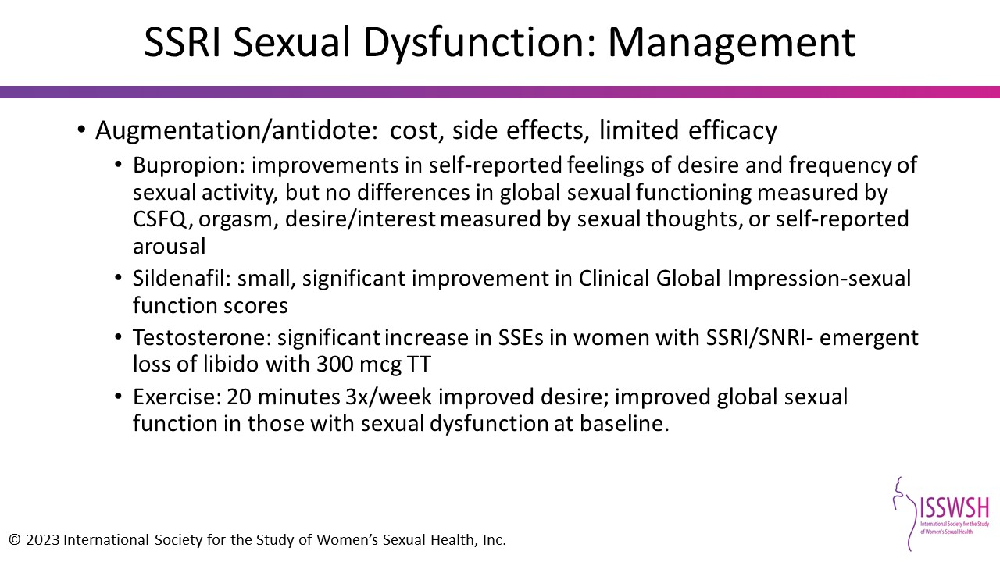 SSRI Sexual Dysfunction: Management
• Augmentation/antidote: cost, side effects, limited efficacy
• Bupropion: improvements in self-reported feelings of desire and frequency of
sexual activity, but no differences in global sexual functioning measured by
CSFQ, orgasm, desire/interest measured by sexual thoughts, or self-reported
arousal
• Sildenafil: small, significant improvement in Clinical Global Impression-sexual
function scores
• Testosterone: significant increase in SSEs in women with SSRI/SNRI- emergent
loss of libido with 300 mcg TT
• Exercise: 20 minutes 3x/week improved desire; improved global sexual
function in those with sexual dysfunction at baseline.
ISSWSH
International Society for the Study
of Women's Sexual Health
© 2023 International Society for the Study of Women’s Sexual Health, Inc.